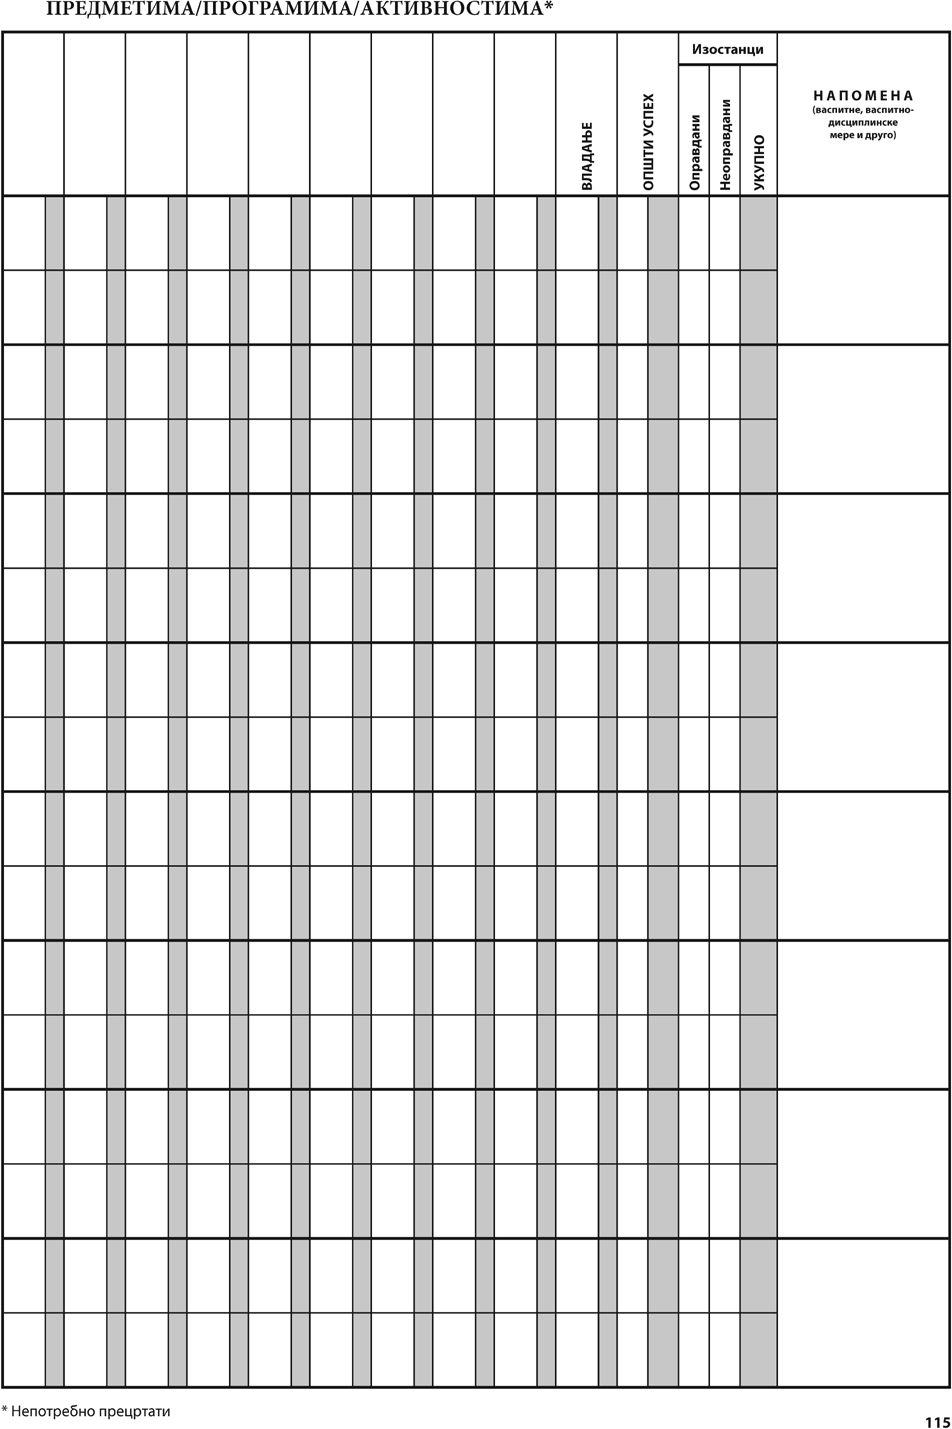 ПРЕДМЕТИМА/ПРОГРАМИМА/АКТИВНОСТИМА*
ВЛАДАЊЕ
ОПШТИ УСПЕХ
Изостанци
Оправдани
Неоправдани
УКУПНО
НАПОМЕНА
(васпитне, васпитно-
дисциплинске
мере и друго)
* Непотребно прецртати
115